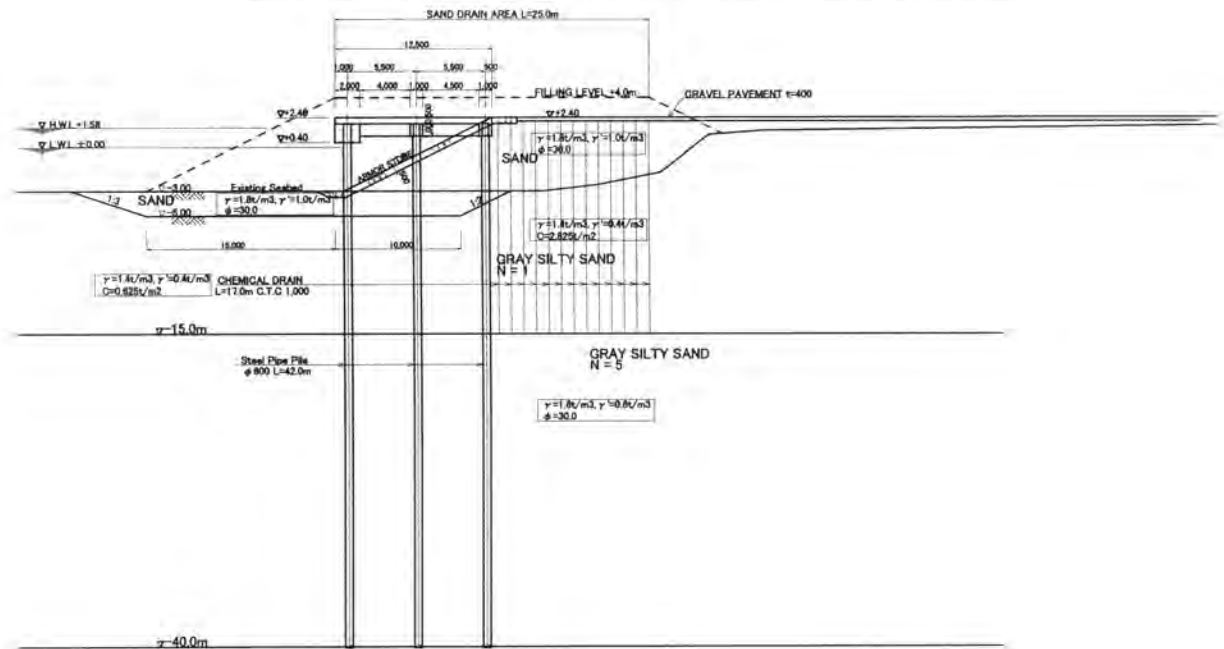 SAND DRAIN AREA L=25.0m
12,500
1,000 5,500 5,500 500
2,000 4,000 1,000 4,500 1,000
FILLING LEVEL +4.0m
GRAVEL PAVEMENT t=400
▽+2.40
▽+2.40
▽ H.W.L +1.58
▽+0.40
▽ L.W.L ±0.00
γ=1.8t/m3, γ'=1.0t/m3
φ=30.0
SAND
ARMOR STONE
▽-3.00
Existing Seabed
1:3
SAND
γ=1.8t/m3, γ'=1.0t/m3
φ=30.0
▽-5.00
15,000
10,000
γ=1.4t/m3, γ'=0.4t/m3
C=2.625t/m2
GRAY SILTY SAND
N = 1
γ=1.4t/m3, γ'=0.4t/m3
C=0.625t/m2
CHEMICAL DRAIN
L=17.0m C.T.C 1,000
▽-15.0m
GRAY SILTY SAND
N = 5
Steel Pipe Pile
φ 800 L=42.0m
γ=1.8t/m3, γ'=0.8t/m3
φ=30.0
▽-40.0m